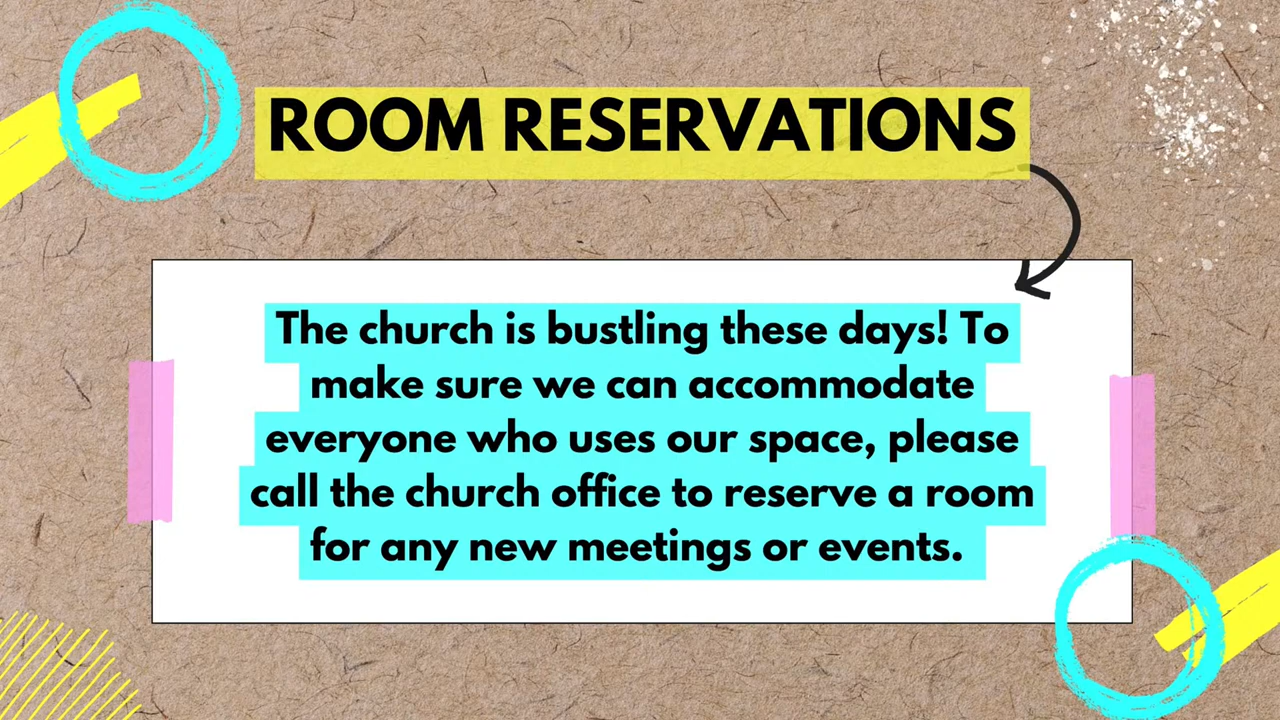 ROOM RESERVATIONS
The church is bustling these days! To
make sure we can accommodate
everyone who uses our space, please
call the church office to reserve a room
for any new meetings or events.